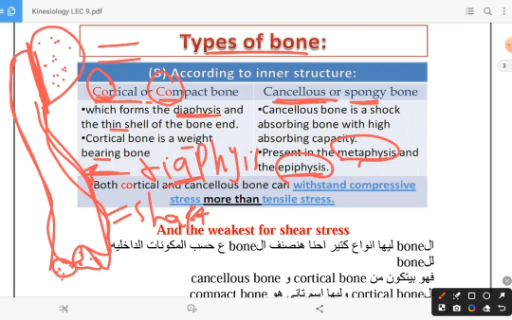 Kinesiology LEC 9.pdf
Types of bone:
(B) According to inner structure:
Cortical or Compact bone
•which forms the diaphysis and the thin shell of the bone end.
•Cortical bone is a weight bearing bone
Cancellous or spongy bone
•Cancellous bone is a shock absorbing bone with high absorbing capacity.
•Present in the metaphysis and the epiphysis.
diaphysis
Both cortical and cancellous bone can withstand compressive
stress more than tensile stress.
= shaft
And the weakest for shear stress
الbone ليها انواع كتير احنا هنصنف الbone ع حسب المكونات الداخليه
للbone
فهو بيتكون من cortical bone و cancellous bone
الcortical bone وليها اسم تاني هو compact bone
3